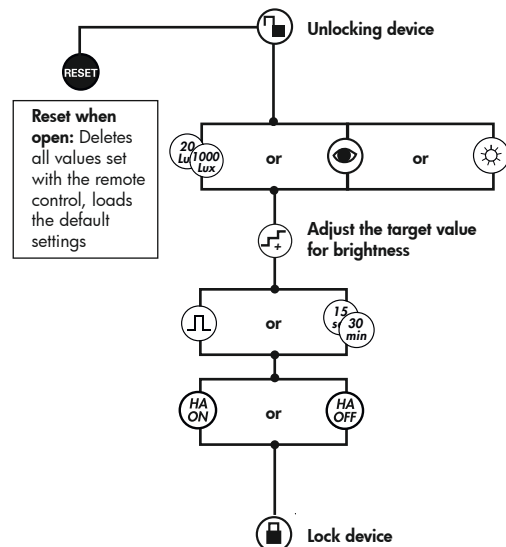 Unlocking device
RESET
Reset when
open: Deletes
all values set
with the remote
control, loads
the default
settings
20
Lu
1000
Lux
or
or
Adjust the target value
for brightness
+
or
15
se
30
min
HA
ON
or
HA
OFF
Lock device